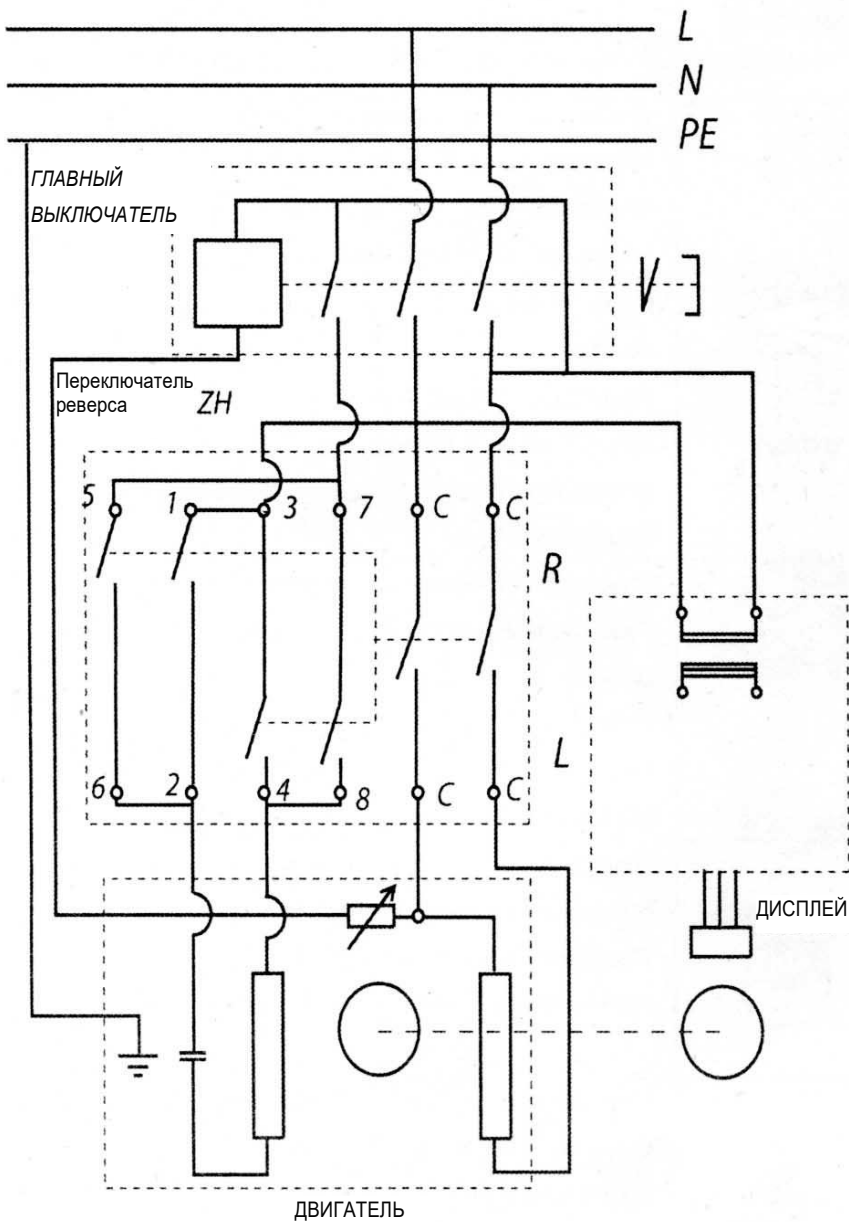 L
N
PE
ГЛАВНЫЙ
ВЫКЛЮЧАТЕЛЬ
Переключатель
реверса
ZH
5
1
3
7
C
C
R
L
6
2
4
8
C
C
ДИСПЛЕЙ
ДВИГАТЕЛЬ